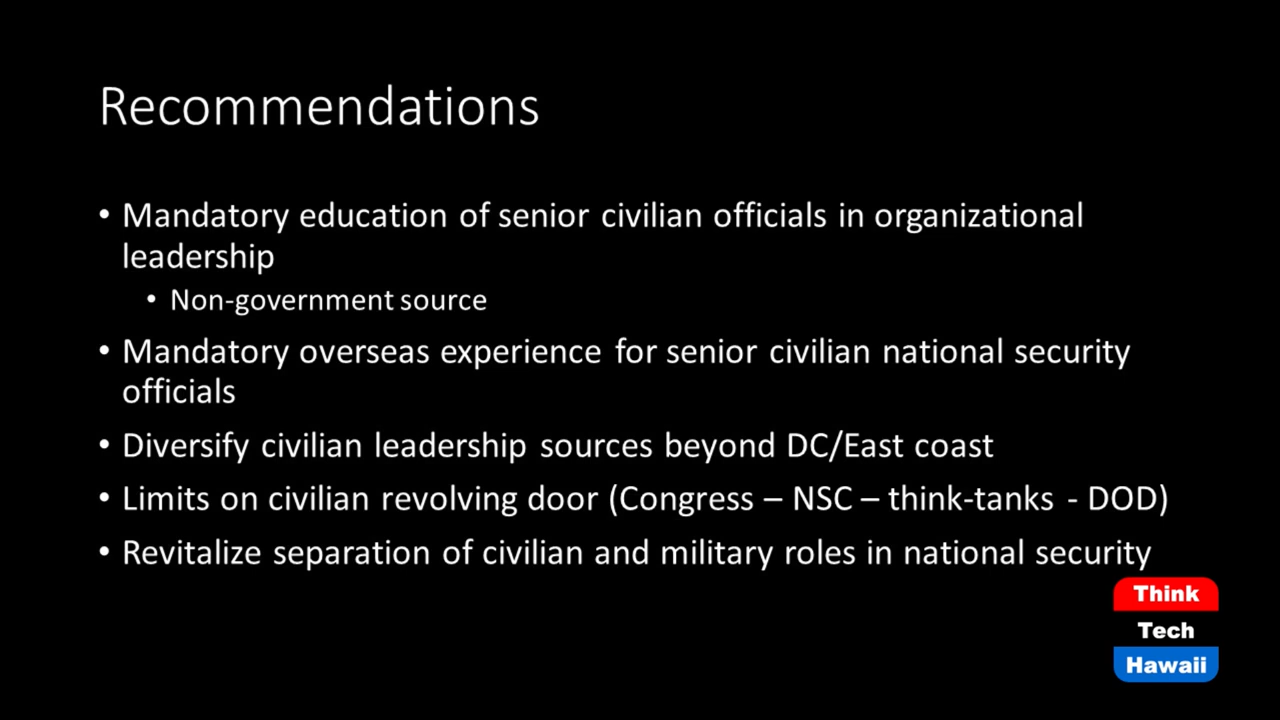 Recommendations
• Mandatory education of senior civilian officials in organizational
leadership
• Non-government source
• Mandatory overseas experience for senior civilian national security
officials
• Diversify civilian leadership sources beyond DC/East coast
• Limits on civilian revolving door (Congress – NSC – think-tanks - DOD)
• Revitalize separation of civilian and military roles in national security
Think
Tech
Hawaii